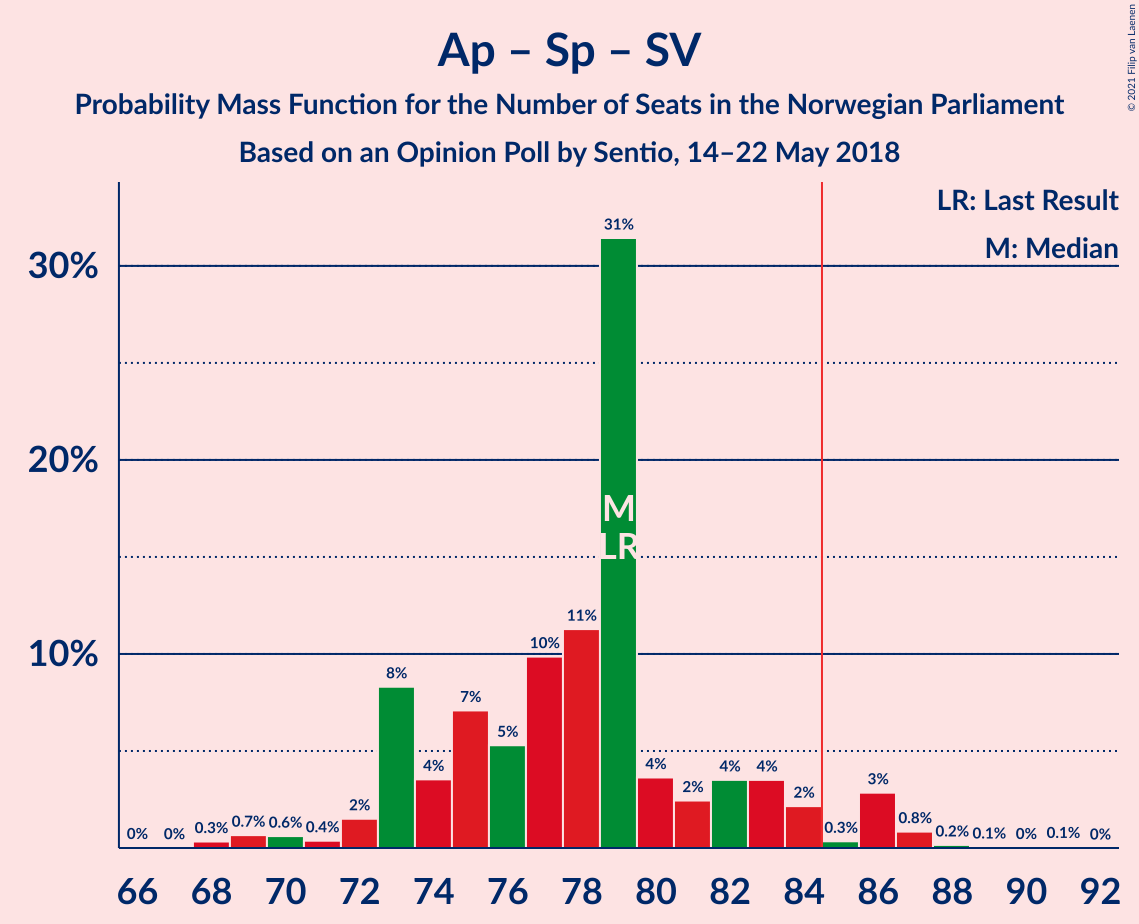 Ap – Sp – SV
Probability Mass Function for the Number of Seats in the Norwegian Parliament
Based on an Opinion Poll by Sentio, 14–22 May 2018
© 2021 Filip van Laenen
LR: Last Result
M: Median
30%
20%
10%
0% 0% 0.3% 0.7% 0.6% 0.4% 2% 8% 4% 7% 5% 10% 11% 31% 4% 2% 4% 4% 2% 0.3% 3% 0.8% 0.2% 0.1% 0% 0.1% 0%
M
LR
66 68 70 72 74 76 78 80 82 84 86 88 90 92